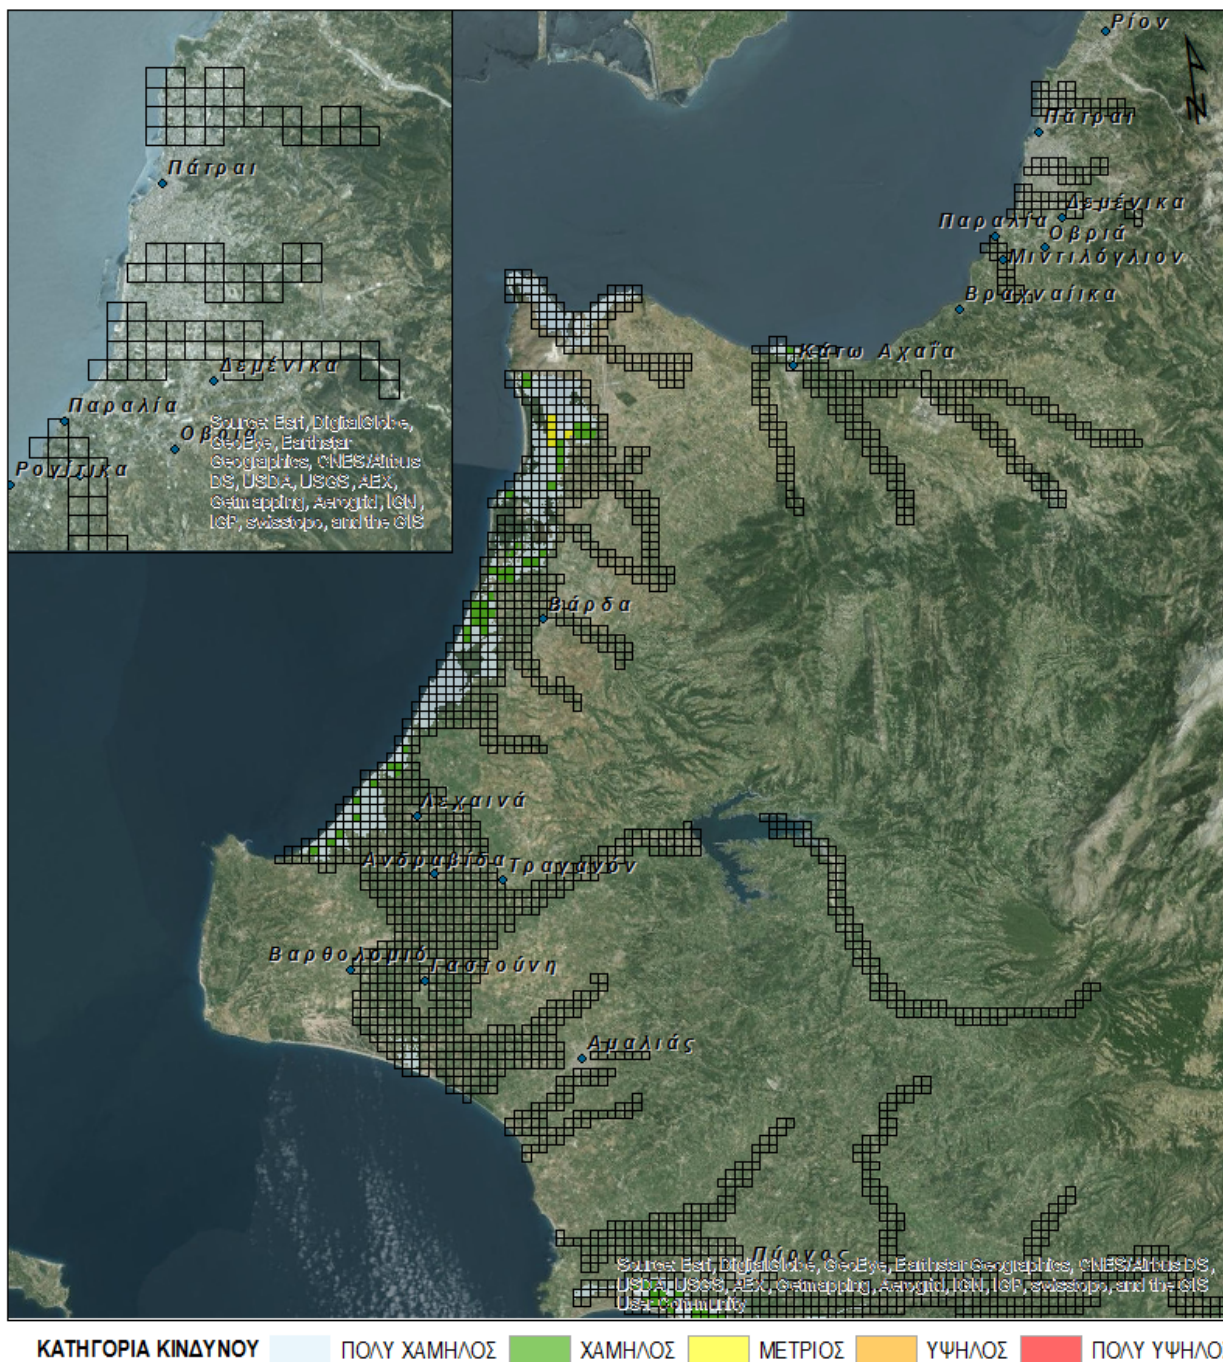 Πάτραι
Δεμένικα
Παραλία
Οβριά
Ρογίτικα
Source: Esri, DigitalGlobe,
GeoEye, Earthstar
Geographics, CNES/Airbus
DS, USDA, USGS, AEX,
Getmapping, Aerogrid, IGN,
IGP, swisstopo, and the GIS
Ρίον
N
Πάτραι
Δεμένικα
Παραλία
Οβριά
Μιντιλόγλιον
Βραχναίικα
Κάτω Αχαΐα
Βάρδα
Λεχαινά
Ανδραβίδα
Τραγανόν
Βαρθολομιό
Γαστούνη
Αμαλιάς
Πύργος
Source: Esri, DigitalGlobe, GeoEye, Earthstar Geographics, CNES/Airbus DS,
USDA, USGS, AEX, Getmapping, Aerogrid, IGN, IGP, swisstopo, and the GIS
User Community
ΚΑΤΗΓΟΡΙΑ ΚΙΝΔΥΝΟΥ ΠΟΛΥ ΧΑΜΗΛΟΣ ΧΑΜΗΛΟΣ ΜΕΤΡΙΟΣ ΥΨΗΛΟΣ ΠΟΛΥ ΥΨΗΛΟ